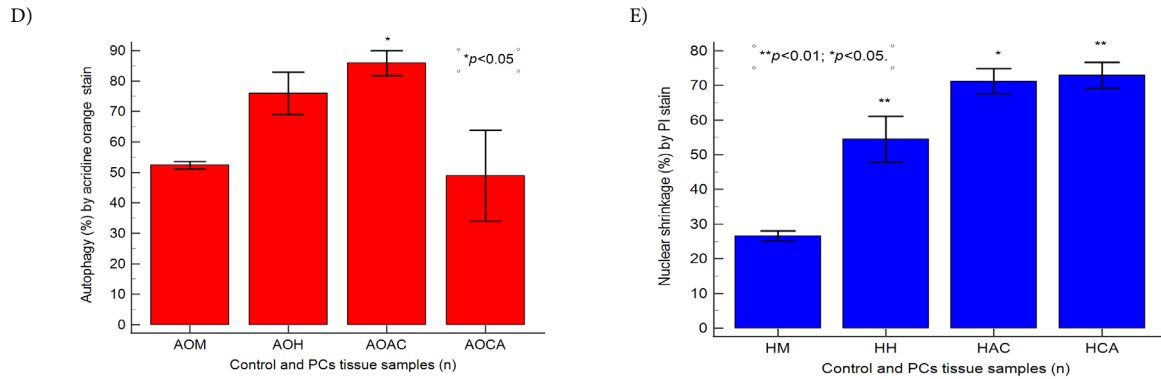 D)
90
80
70
60
50
40
30
20
10
0
Autophagy (%) by acridine orange stain
*
*p<0.05
AOM AOH AOAC AOCA
Control and PCs tissue samples (n)
E)
80
70
60
50
40
30
20
10
0
Nuclear shrinkage (%) by PI stain
**p<0.01; *p<0.05.
**
*
**
HM HH HAC HCA
Control and PCs tissue samples (n)